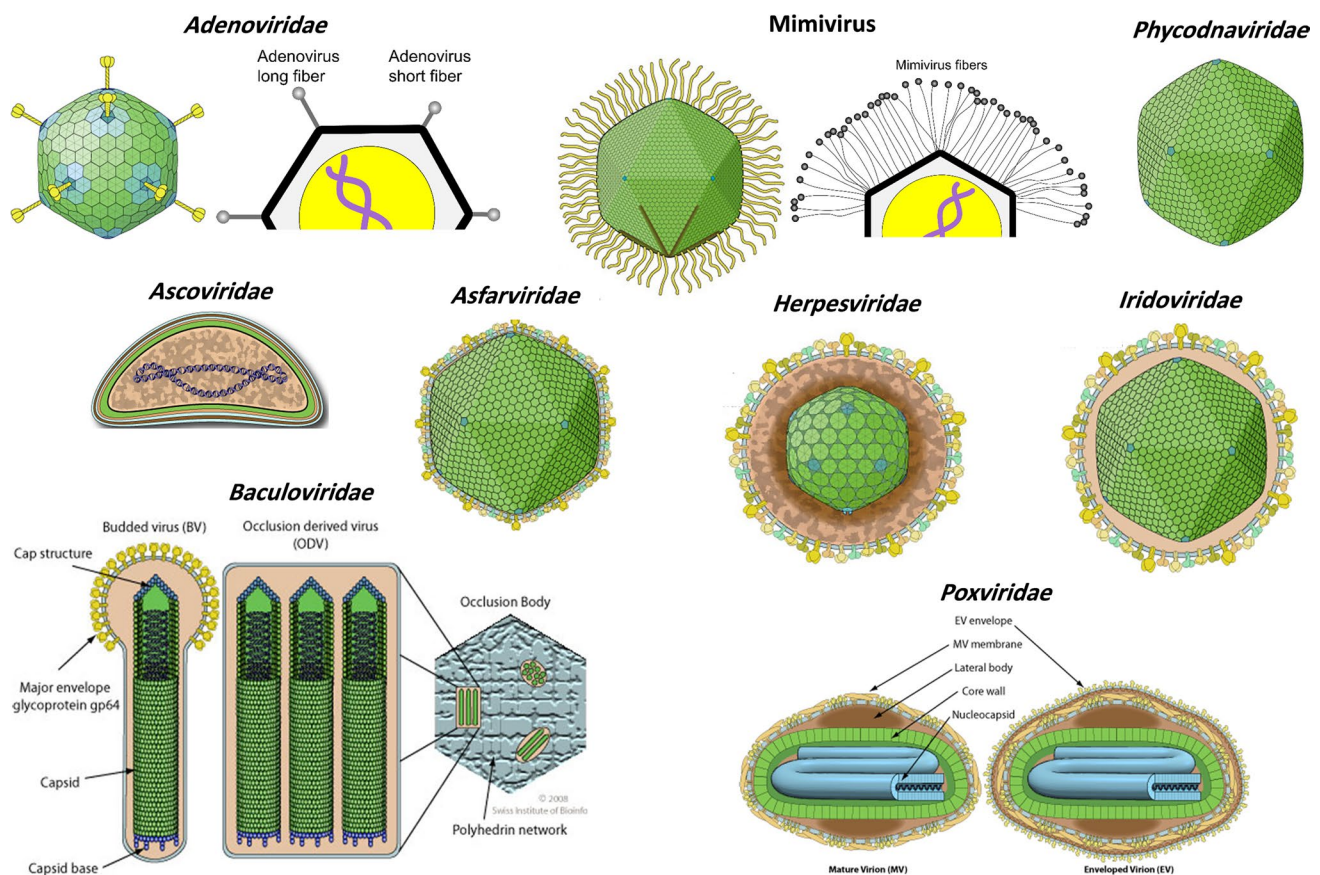 Adenoviridae
Adenovirus
long fiber
Adenovirus
short fiber
Mimivirus
Mimivirus fibers
Phycodnaviridae
Ascoviridae
Asfarviridae
Herpesviridae
Iridoviridae
Baculoviridae
Budded virus (BV)
Occlusion derived virus
(ODV)
Cap structure
Major envelope
glycoprotein gp64
Capsid
Capsid base
Occlusion Body
© 2008
Swiss Institute of Bioinfo
Polyhedrin network
Poxviridae
EV envelope
MV membrane
Lateral body
Core wall
Nucleocapsid
Mature Virion (MV)
Enveloped Virion (EV)